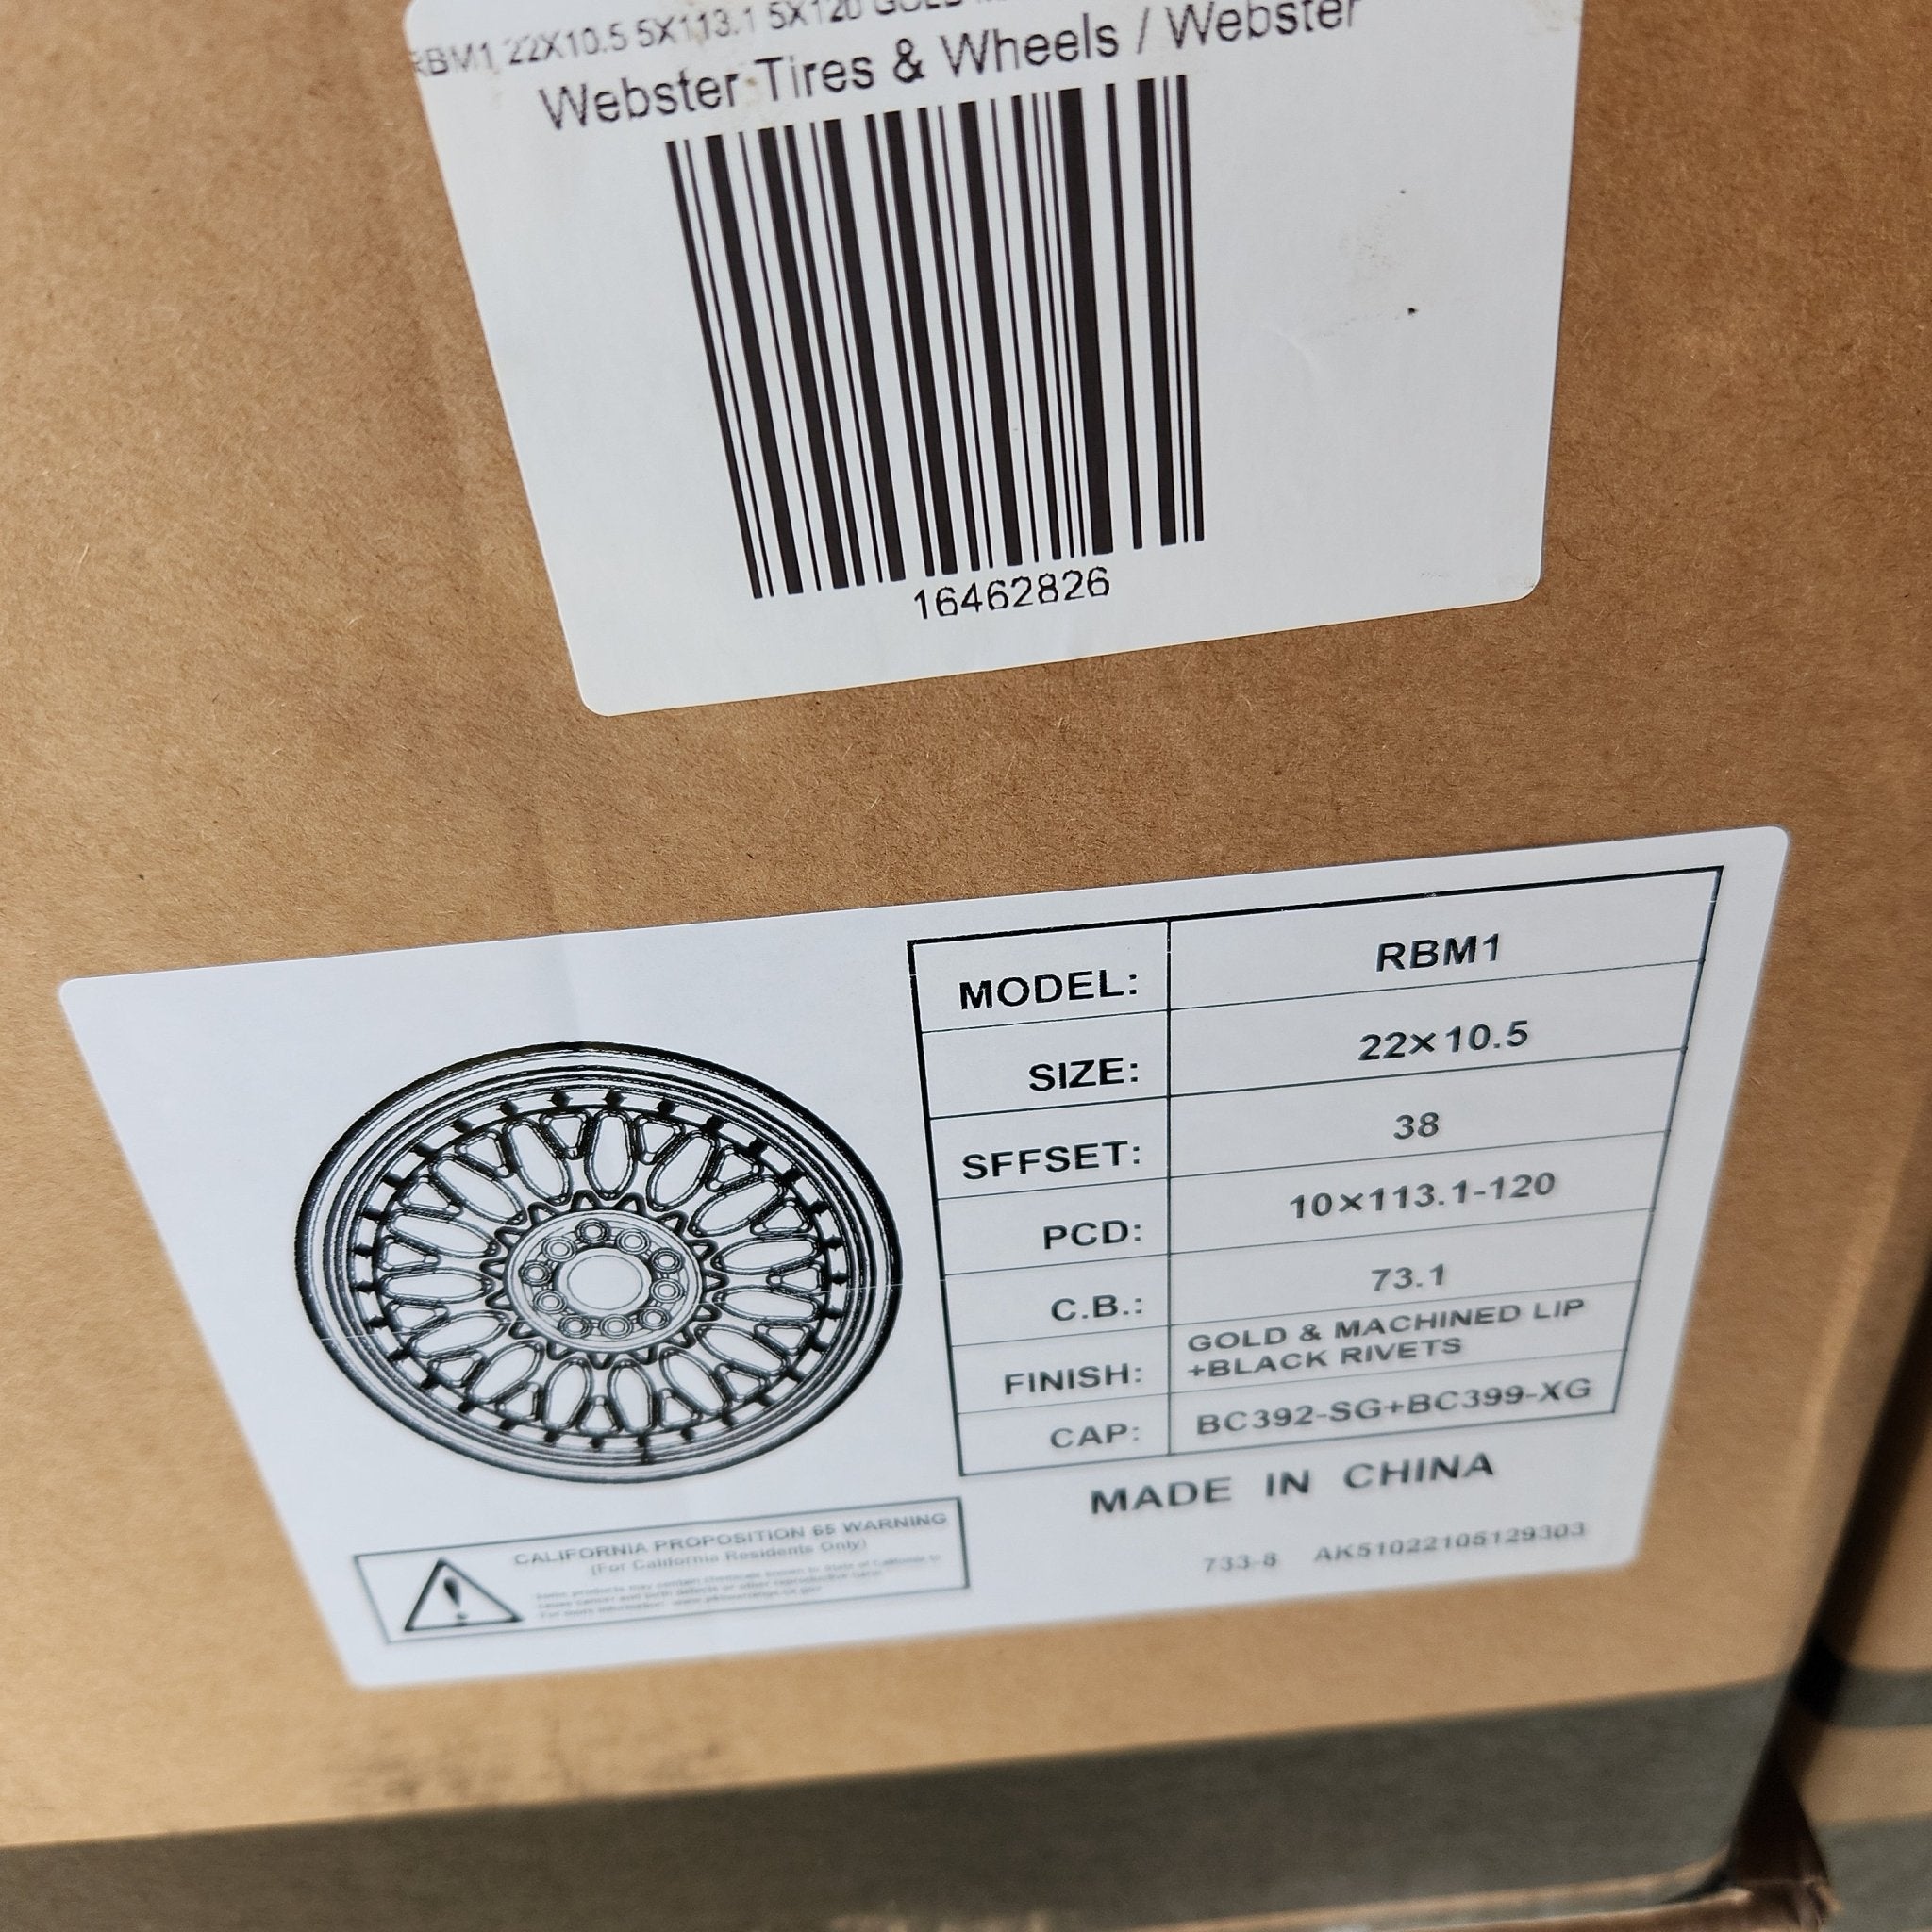 RBM1 22X10.5 5X113.1 5X120 GOLD
Webster Tires & Wheels / Webster
16462826
MODEL: RBM1
SIZE: 22×10.5
SFFSET: 38
PCD: 10×113.1-120
C.B.: 73.1
FINISH: GOLD & MACHINED LIP
+BLACK RIVETS
CAP: BC392-SG+BC399-XG
MADE IN CHINA
733-8 AK51022105129303
CALIFORNIA PROPOSITION 65 WARNING
(For California Residents Only)